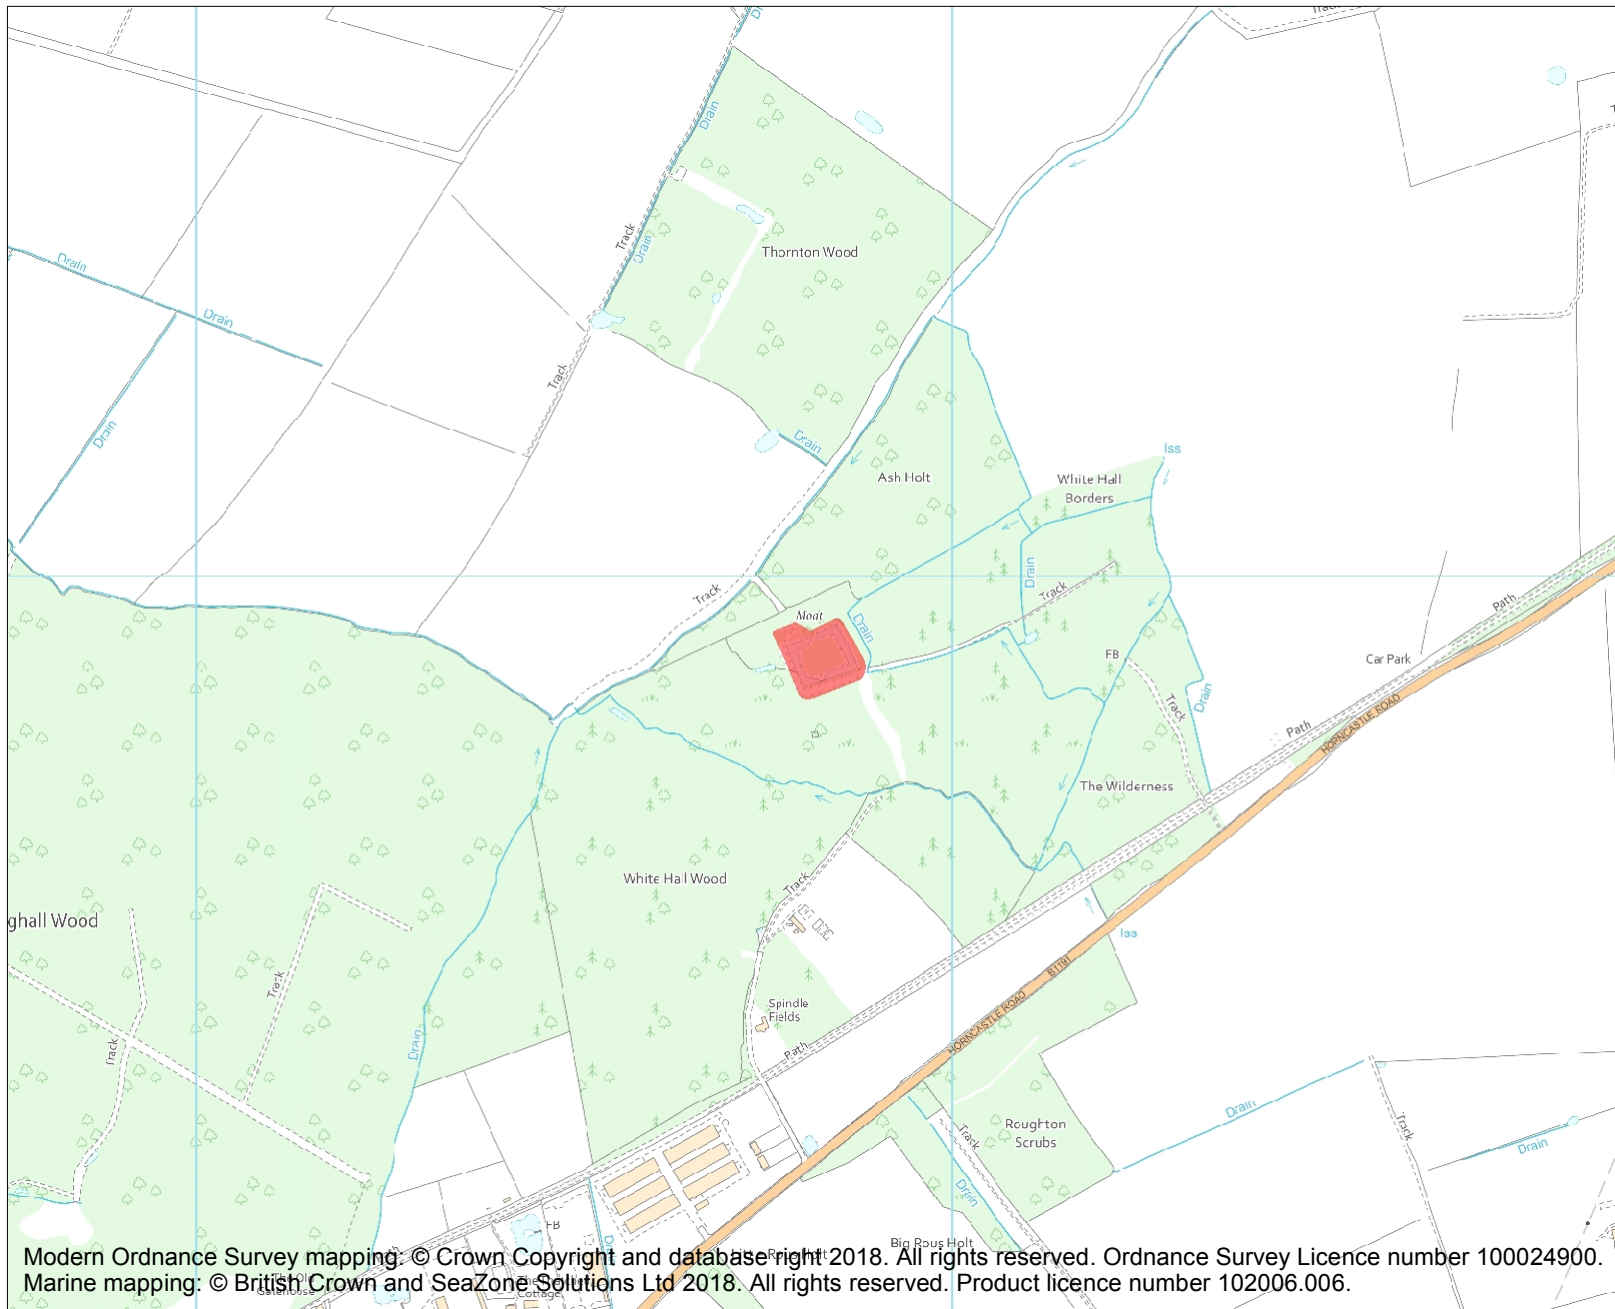 Track
Drain
Drain
Thornton Wood
Track
Drain
Drain
Drain
Track
Drain
Drain
Ash Holt
Iss
White Hall
Borders
Drain
Track
Track
Moat
Drain
Path
FB
Car Park
Track
Drain
Path
HORNCASTLE ROAD
The Wilderness
White Hall Wood
Track
ghall Wood
Iss
B1191
Track
Spindle
Fields
HORNCASTLE ROAD
Drain
Track
Path
Drain
Roughton
Scrubs
Track
Track
Drain
Drain
FB
Big Rous Holt
Modern Ordnance Survey mapping: © Crown Copyright and database right 2018. All rights reserved. Ordnance Survey Licence number 100024900.
Marine mapping: © British Crown and SeaZone Solutions Ltd 2018. All rights reserved. Product licence number 102006.006.
Cottage